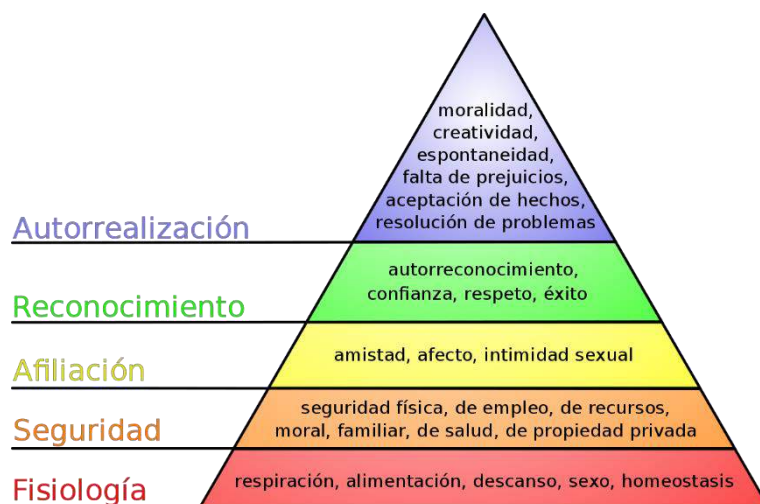 moralidad,
creatividad,
espontaneidad,
falta de prejuicios,
aceptación de hechos,
resolución de problemas
Autorrealización
autorreconocimiento,
confianza, respeto, éxito
Reconocimiento
amistad, afecto, intimidad sexual
Afiliación
seguridad física, de empleo, de recursos,
moral, familiar, de salud, de propiedad privada
Seguridad
respiración, alimentación, descanso, sexo, homeostasis
Fisiología